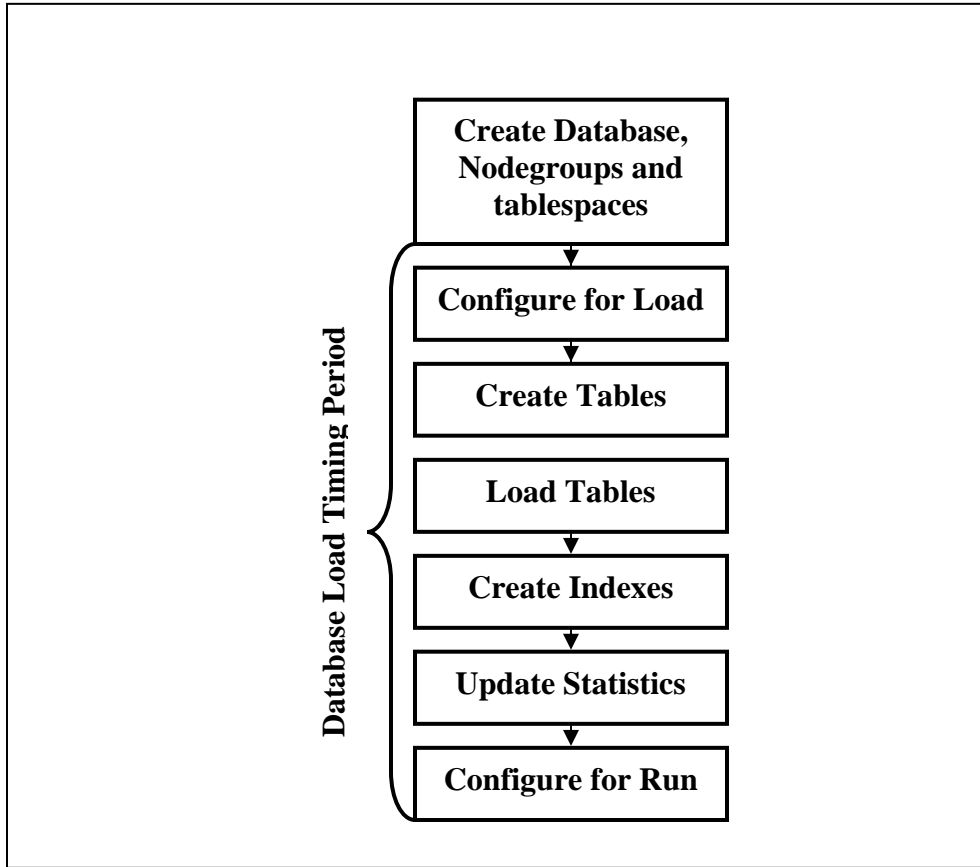 Create Database,
Nodegroups and
tablespaces
Configure for Load
Create Tables
Load Tables
Create Indexes
Update Statistics
Configure for Run
Database Load Timing Period